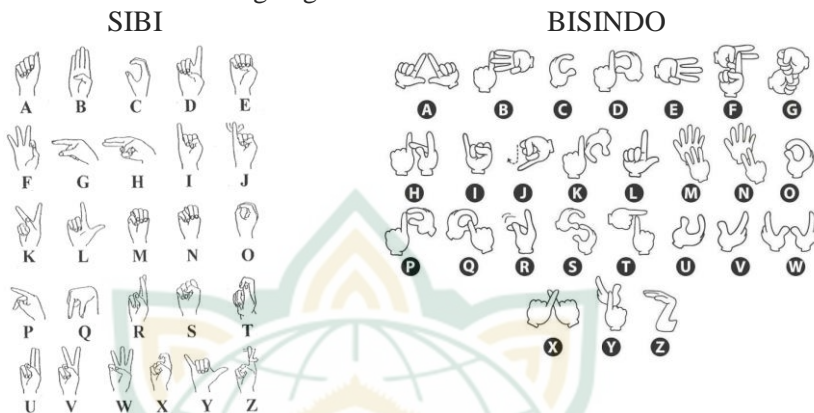 SIBI
BISINDO
A B C D E
F G H I J
K L M N O
P Q R S T
U V W X Y Z
A B C D E F G
H I J K L M N O
P Q R S T U V W
X Y Z